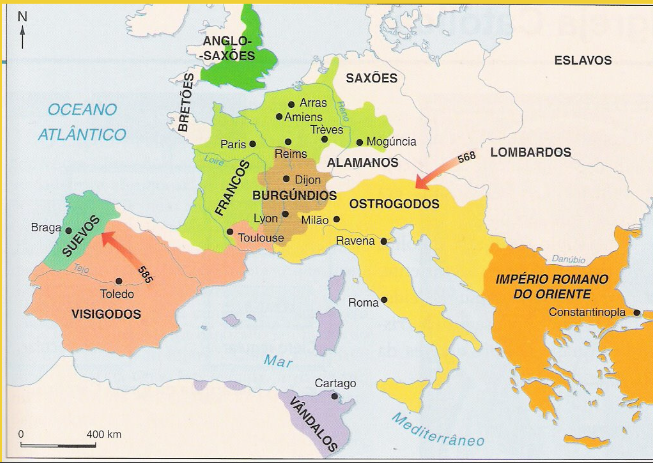 N
ANGLO-
-SAXÕES
ESLAVOS
SAXÕES
BRETÕES
OCEANO
ATLÂNTICO
Arras
Amiens
Reno
Trèves
Paris
Mogúncia
Reims
Loire
ALAMANOS
568
LOMBARDOS
FRANCOS
Dijon
BURGÚNDIOS
OSTROGODOS
Lyon
Milão
Braga
SUEVOS
Toulouse
Ravena
Danúbio
Tejo
585
IMPÉRIO ROMANO
DO ORIENTE
Toledo
Roma
Constantinopla
VISIGODOS
Mar
Cartago
VÂNDALOS
Mediterrâneo
0
400 km